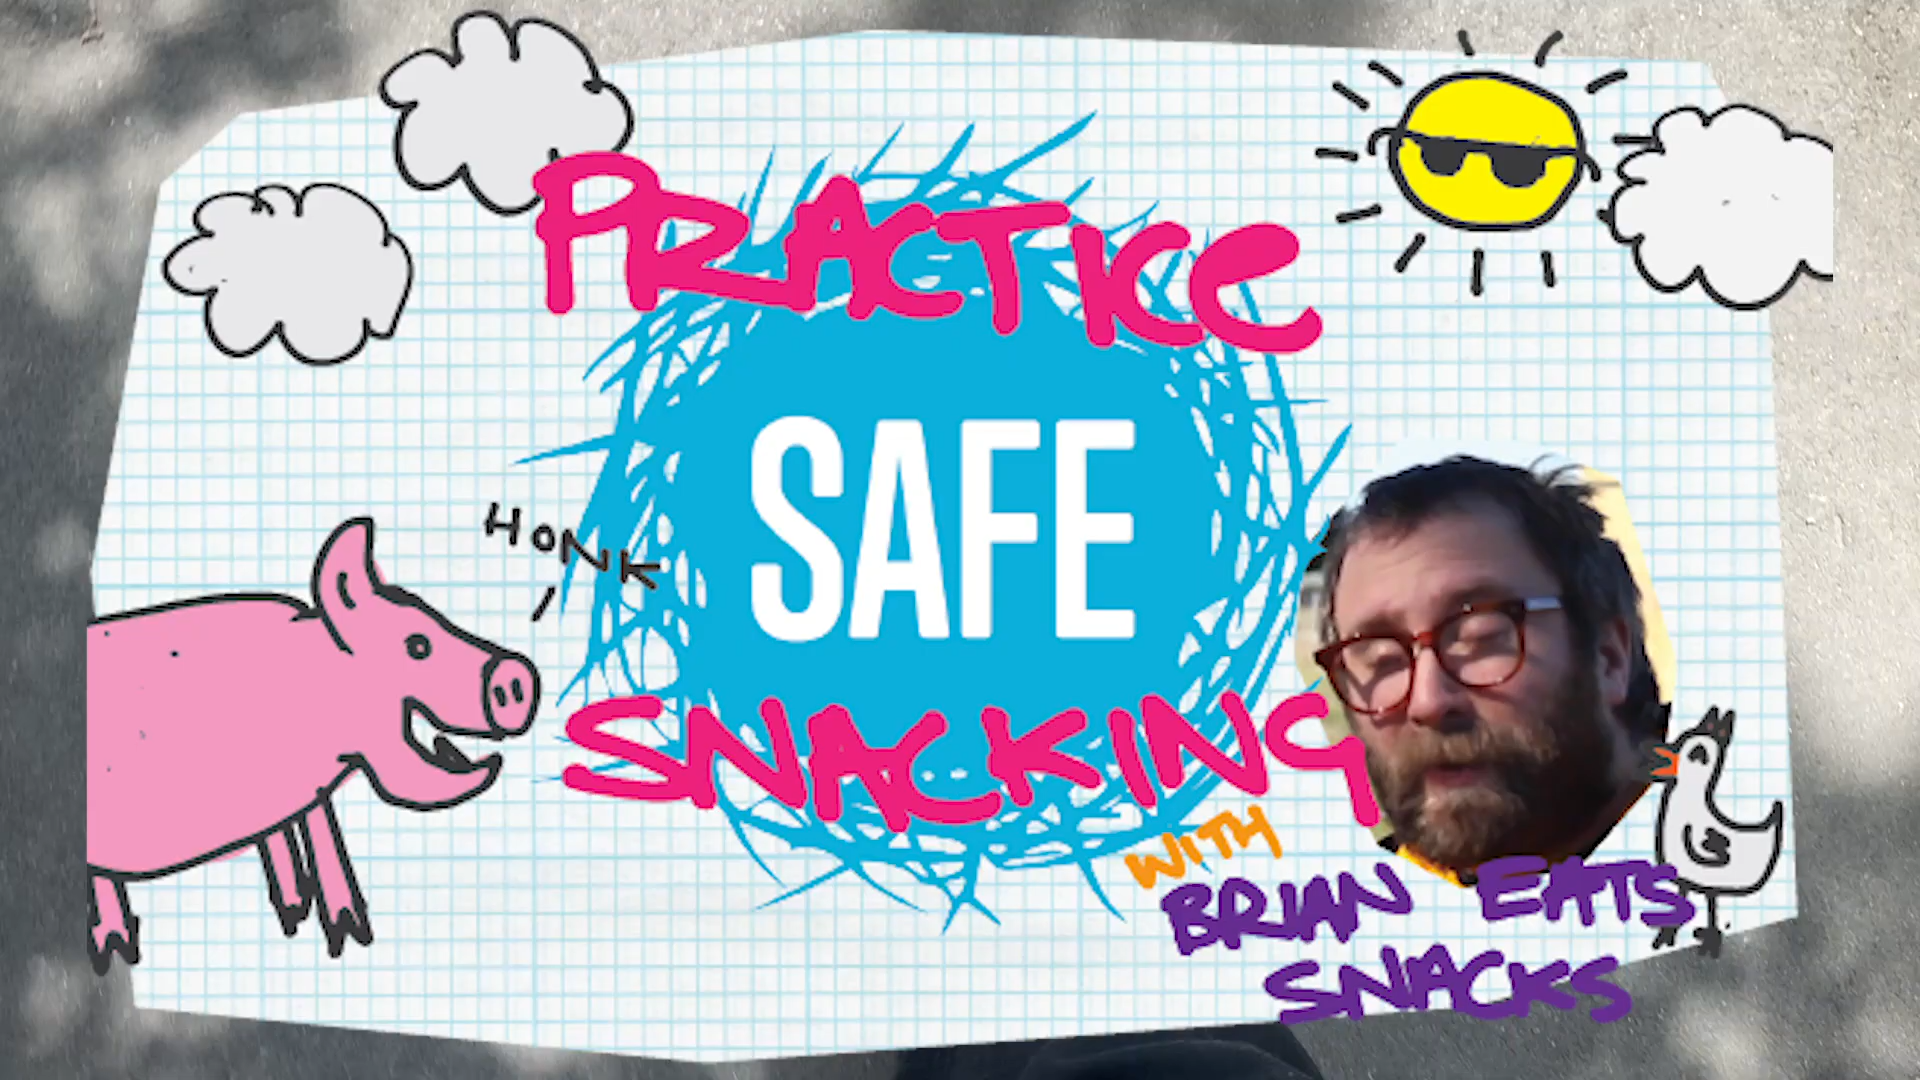 PRACTICE
SAFE
HONK
SNACKING
WITH
BRIAN EATS
SNACKS